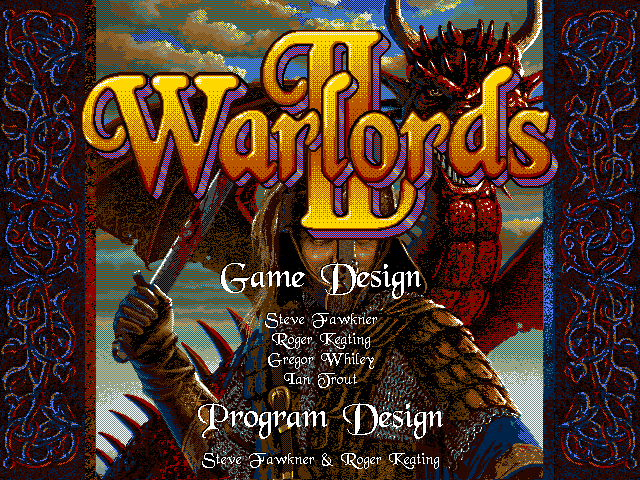 Warlords
II
Game Design
Steve Fawkner
Roger Keating
Gregor Whiley
Ian Trout
Program Design
Steve Fawkner & Roger Keating